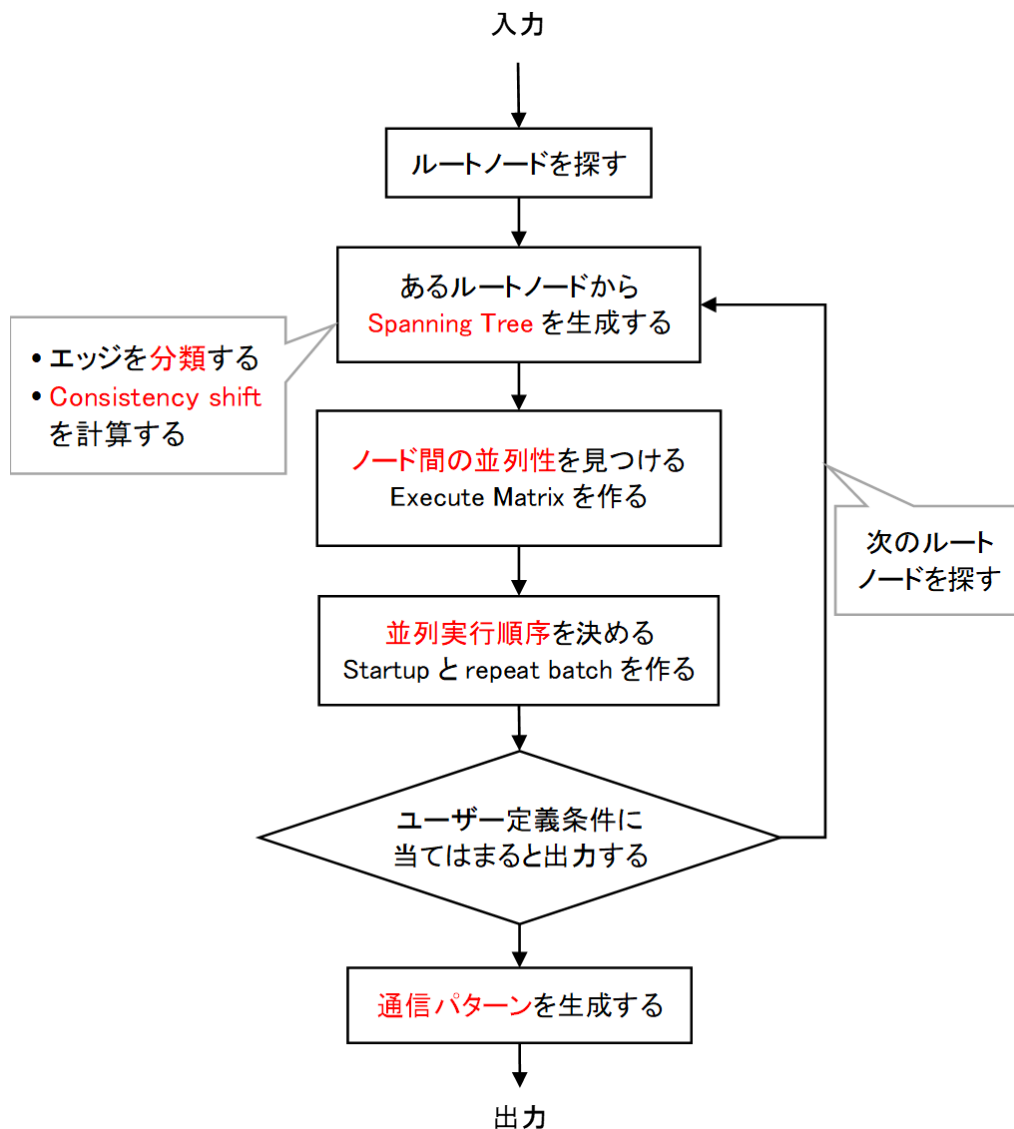 入力
ルートノードを探す
あるルートノードから
Spanning Tree を生成する
• エッジを分類する
• Consistency shift
を計算する
ノード間の並列性を見つける
Execute Matrix を作る
次のルート
ノードを探す
並列実行順序を決める
Startup と repeat batch を作る
ユーザー定義条件に
当てはまると出力する
通信パターンを生成する
出力